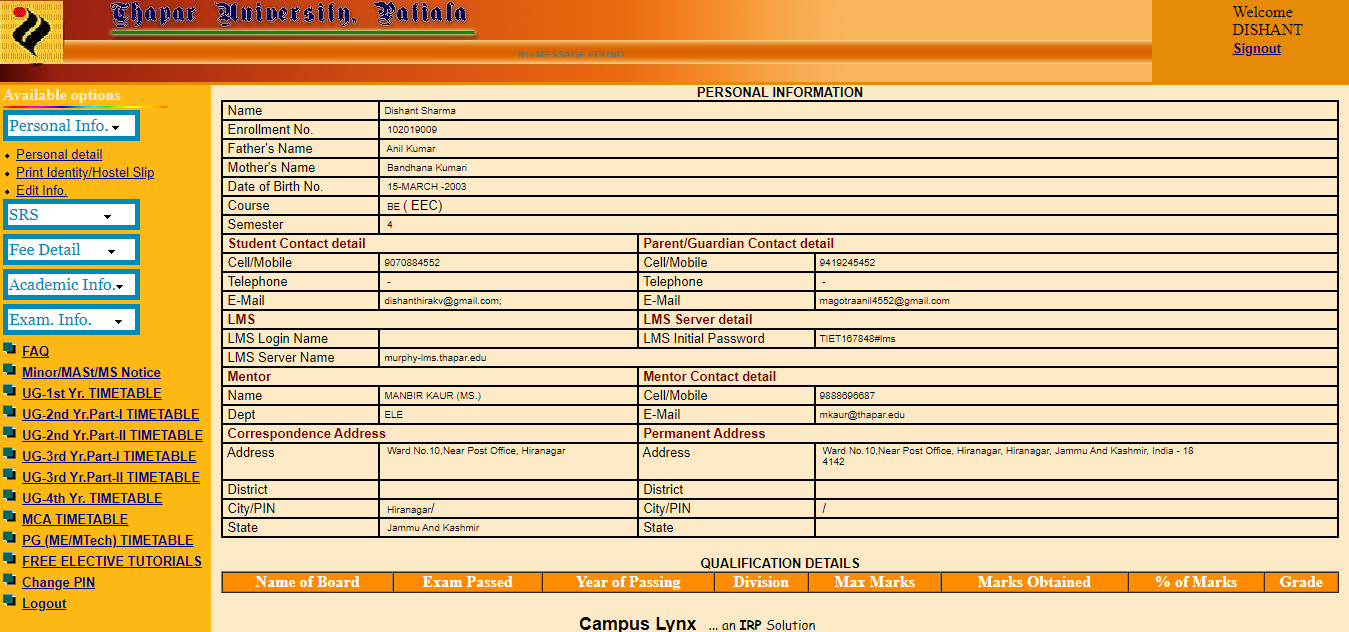 Thapar University, Patiala
NO MESSAGE FOUND
Welcome
DISHANT
Signout
Available options
Personal Info.
Personal detail
Print Identity/Hostel Slip
Edit Info.
SRS
Fee Detail
Academic Info.
Exam. Info.
FAQ
Minor/MASt/MS Notice
UG-1st Yr. TIMETABLE
UG-2nd Yr.Part-I TIMETABLE
UG-2nd Yr.Part-II TIMETABLE
UG-3rd Yr.Part-I TIMETABLE
UG-3rd Yr.Part-II TIMETABLE
UG-4th Yr. TIMETABLE
MCA TIMETABLE
PG (ME/MTech) TIMETABLE
FREE ELECTIVE TUTORIALS
Change PIN
Logout
PERSONAL INFORMATION
Name Dishant Sharma
Enrollment No. 102019009
Father's Name Anil Kumar
Mother's Name Bandhana Kumari
Date of Birth No. 15-MARCH -2003
Course BE ( EEC)
Semester 4
Student Contact detail Parent/Guardian Contact detail
Cell/Mobile 9070884552 Cell/Mobile 9419245452
Telephone - Telephone -
E-Mail dishanthirakv@gmail.com; E-Mail magotraanil4552@gmail.com
LMS LMS Server detail
LMS Login Name LMS Initial Password TIET167848#lms
LMS Server Name murphy-lms.thapar.edu
Mentor Mentor Contact detail
Name MANBIR KAUR (MS.) Cell/Mobile 9888696687
Dept ELE E-Mail mkaur@thapar.edu
Correspondence Address Permanent Address
Address Ward No.10,Near Post Office, Hiranagar Address Ward No.10,Near Post Office, Hiranagar, Hiranagar, Jammu And Kashmir, India - 18
4142
District District
City/PIN Hiranagar/ City/PIN /
State Jammu And Kashmir State
QUALIFICATION DETAILS
Name of Board Exam Passed Year of Passing Division Max Marks Marks Obtained % of Marks Grade
Campus Lynx ... an IRP Solution